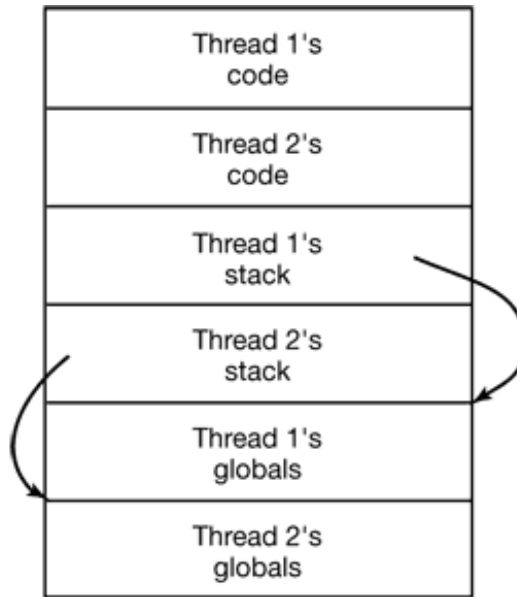 Thread 1's
code
Thread 2's
code
Thread 1's
stack
Thread 2's
stack
Thread 1's
globals
Thread 2's
globals